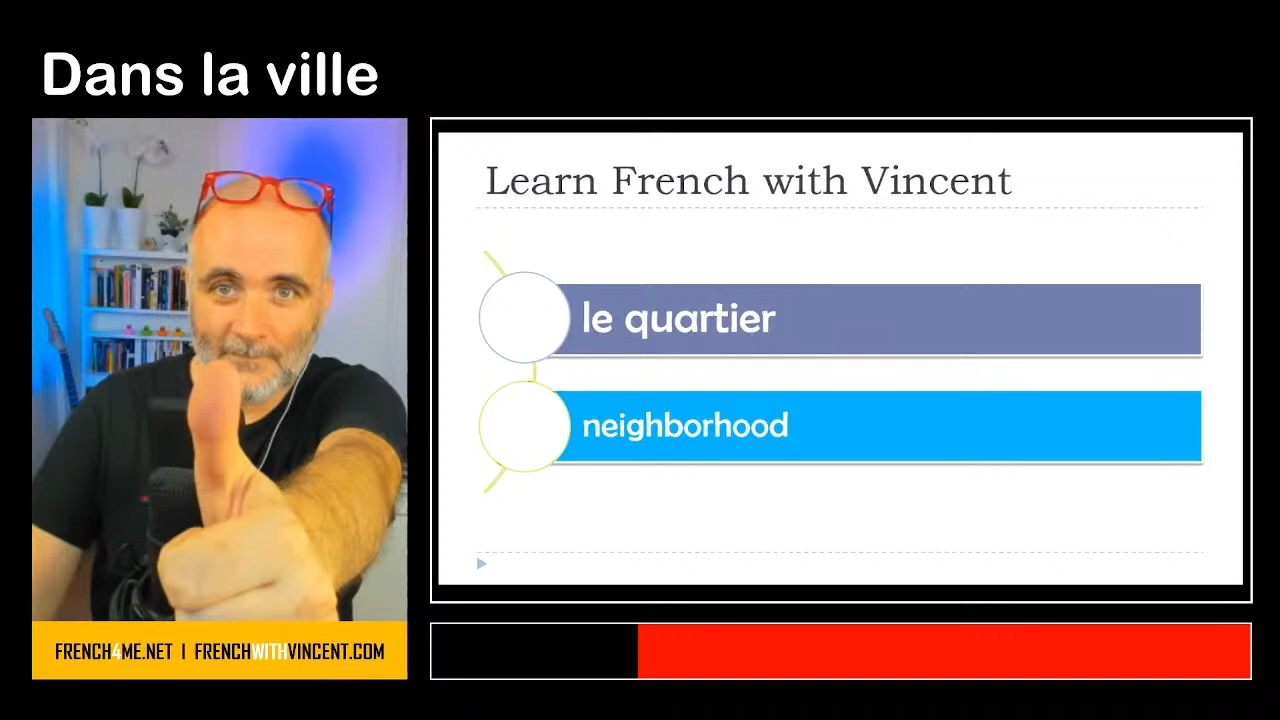 Dans la ville
Learn French with Vincent
le quartier
neighborhood
FRENCH4ME.NET | FRENCHWITHVINCENT.COM